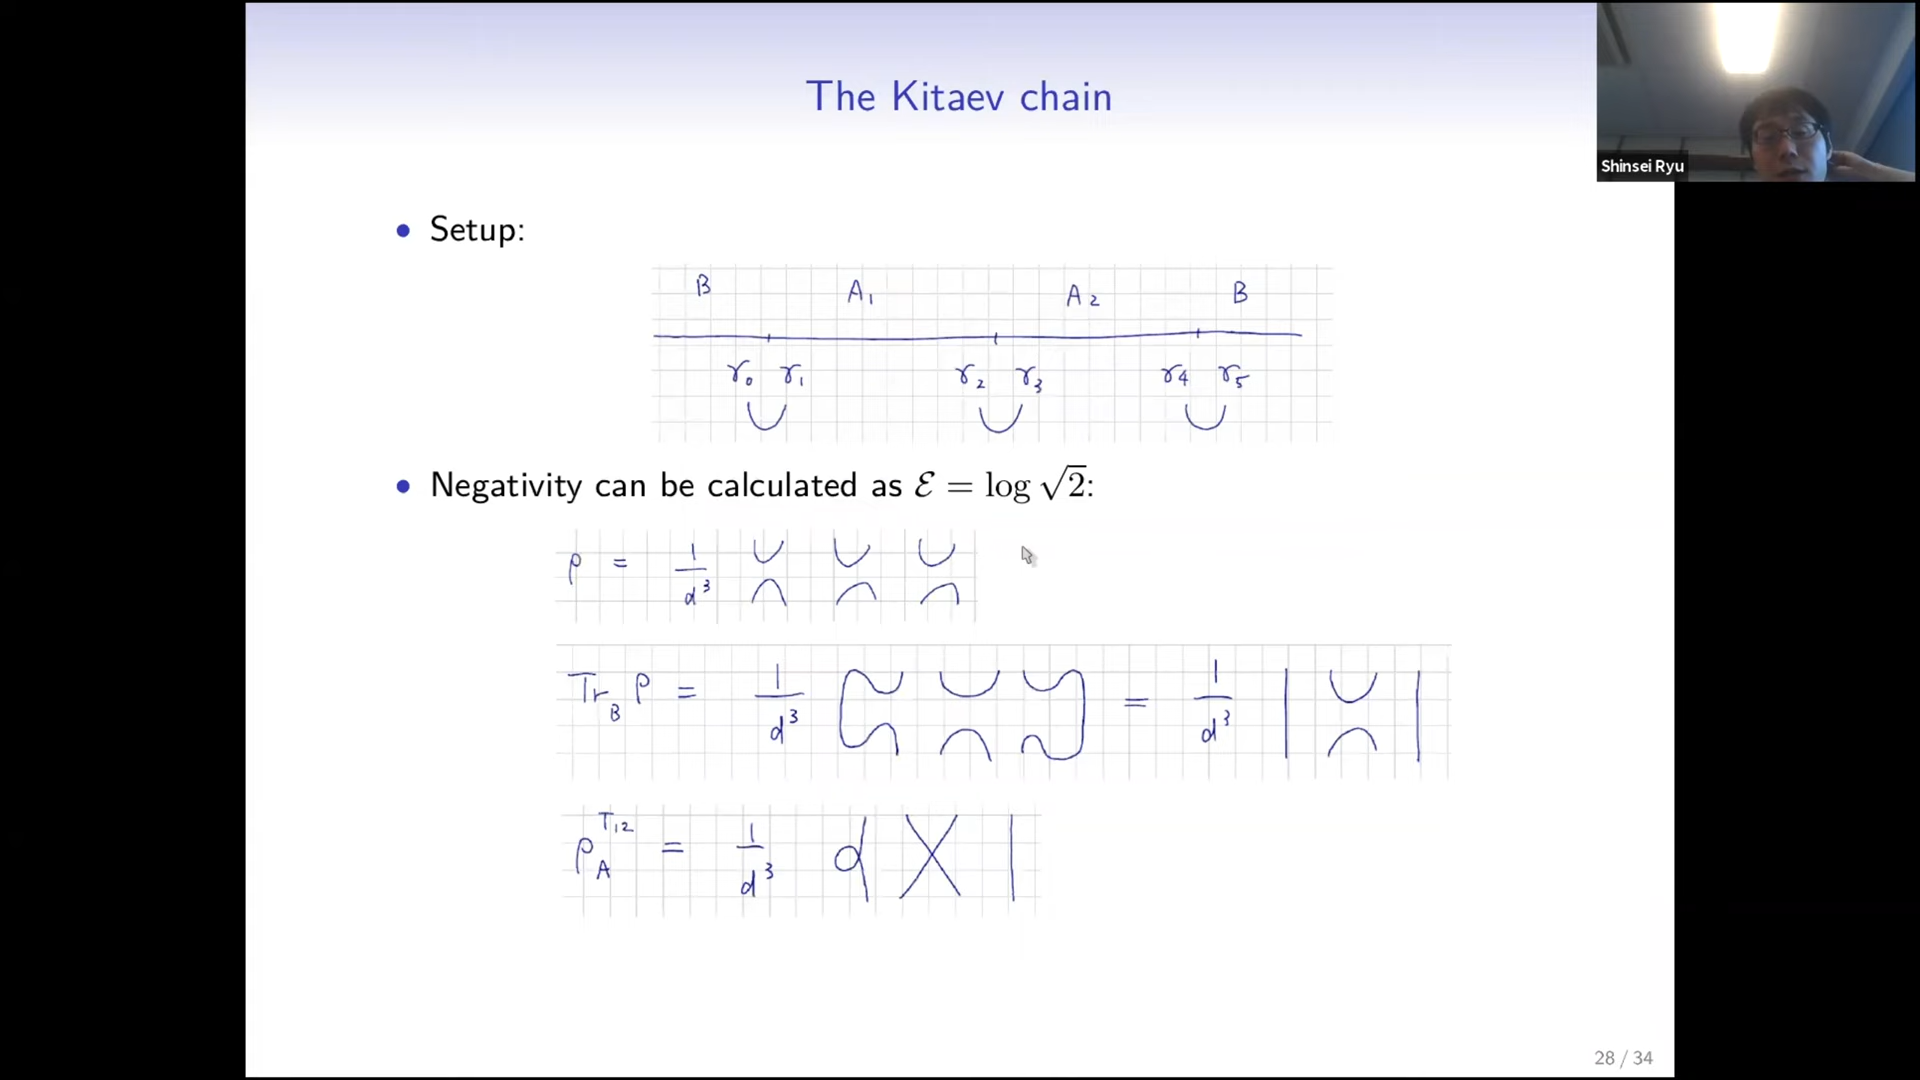 The Kitaev chain
Shinsei Ryu
• Setup:
B A₁ A₂ B
γ₀ γ₁ γ₂ γ₃ γ₄ γ₅
• Negativity can be calculated as ℰ = log √2:
ρ = 1/d³
Tr_B ρ = 1/d³ = 1/d³
ρ_A^{T₁₂} = 1/d³
28 / 34